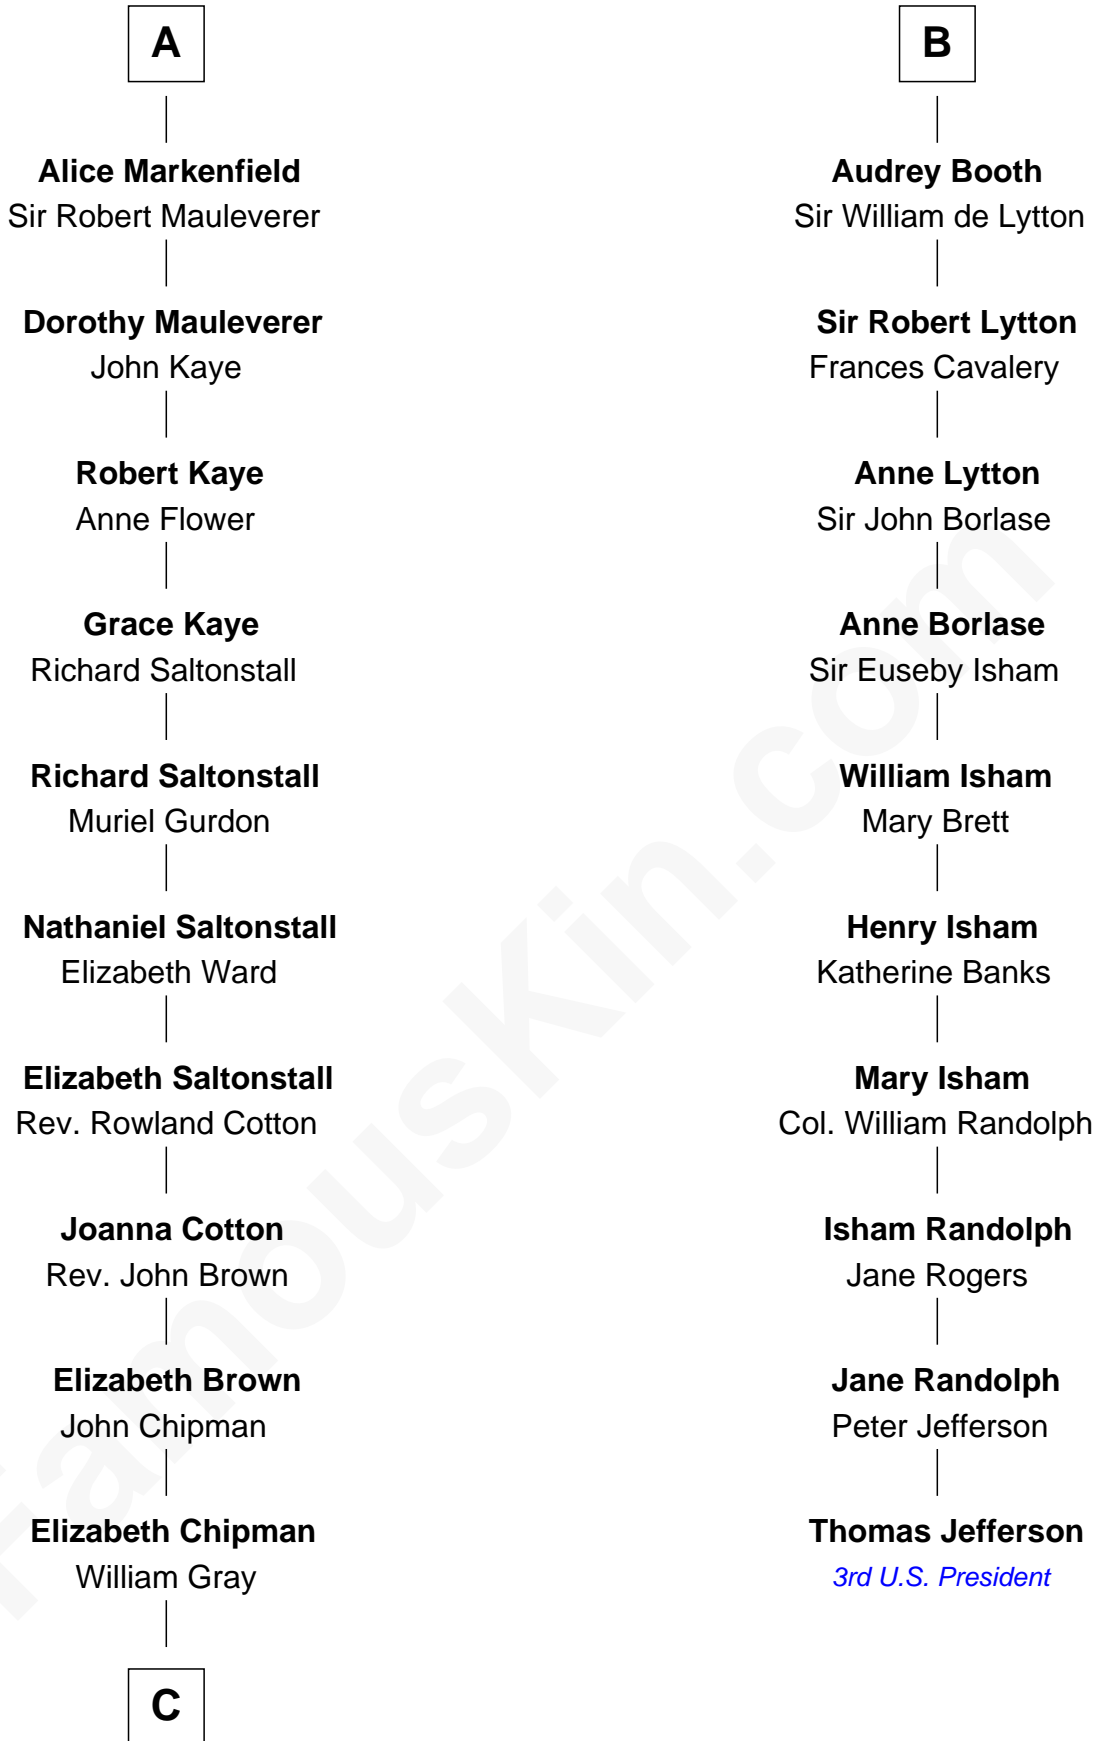 A
Alice Markenfield
Sir Robert Mauleverer
Dorothy Mauleverer
John Kaye
Robert Kaye
Anne Flower
Grace Kaye
Richard Saltonstall
Richard Saltonstall
Muriel Gurdon
Nathaniel Saltonstall
Elizabeth Ward
Elizabeth Saltonstall
Rev. Rowland Cotton
Joanna Cotton
Rev. John Brown
Elizabeth Brown
John Chipman
Elizabeth Chipman
William Gray
C
B
Audrey Booth
Sir William de Lytton
Sir Robert Lytton
Frances Cavalery
Anne Lytton
Sir John Borlase
Anne Borlase
Sir Euseby Isham
William Isham
Mary Brett
Henry Isham
Katherine Banks
Mary Isham
Col. William Randolph
Isham Randolph
Jane Rogers
Jane Randolph
Peter Jefferson
Thomas Jefferson
3rd U.S. President
FamousKin.com